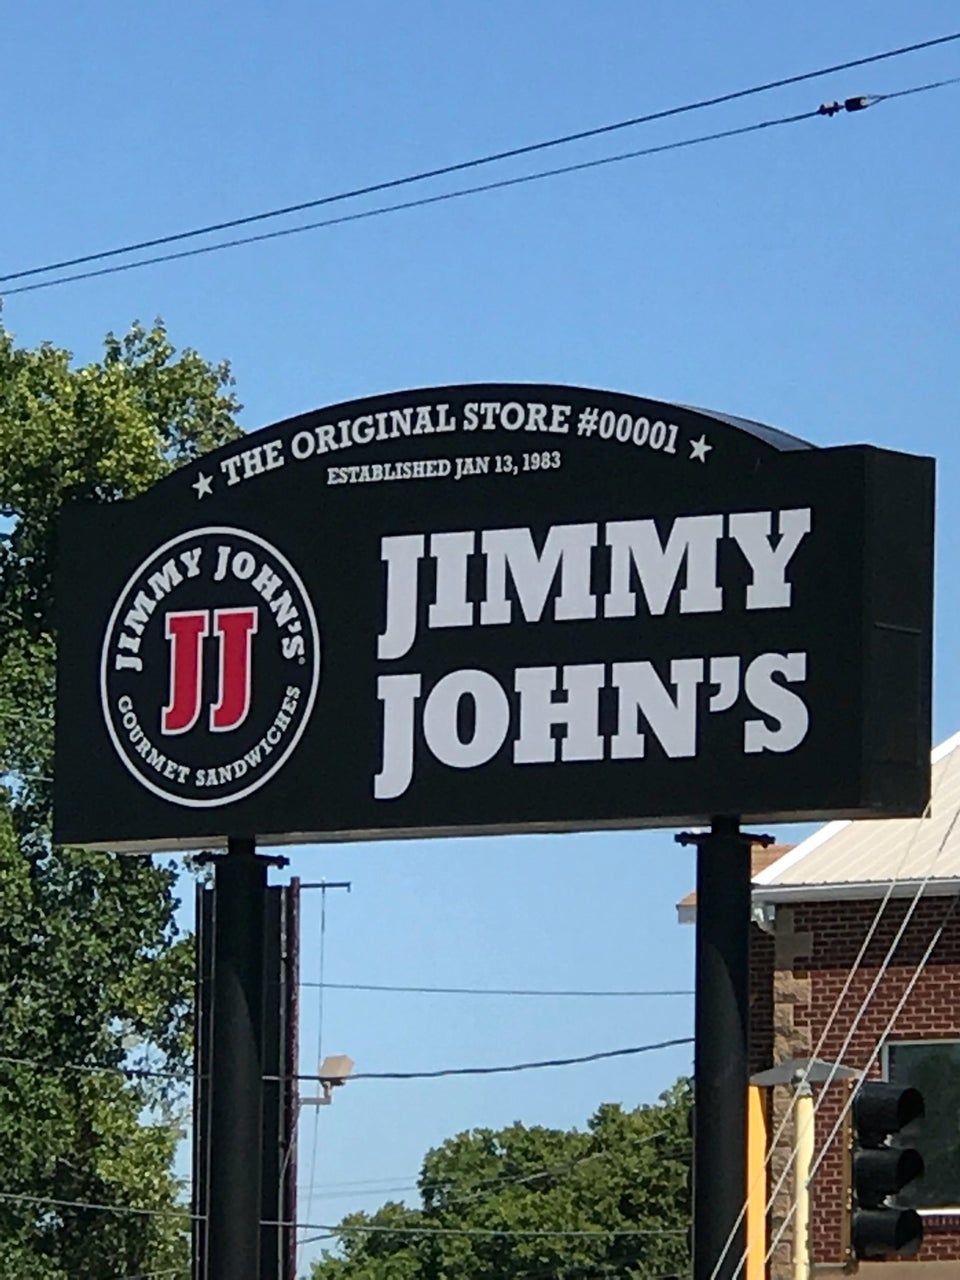 ★ THE ORIGINAL STORE #00001 ★
ESTABLISHED JAN 13, 1983
JIMMY JOHN'S®
JJ
GOURMET SANDWICHES
JIMMY
JOHN'S